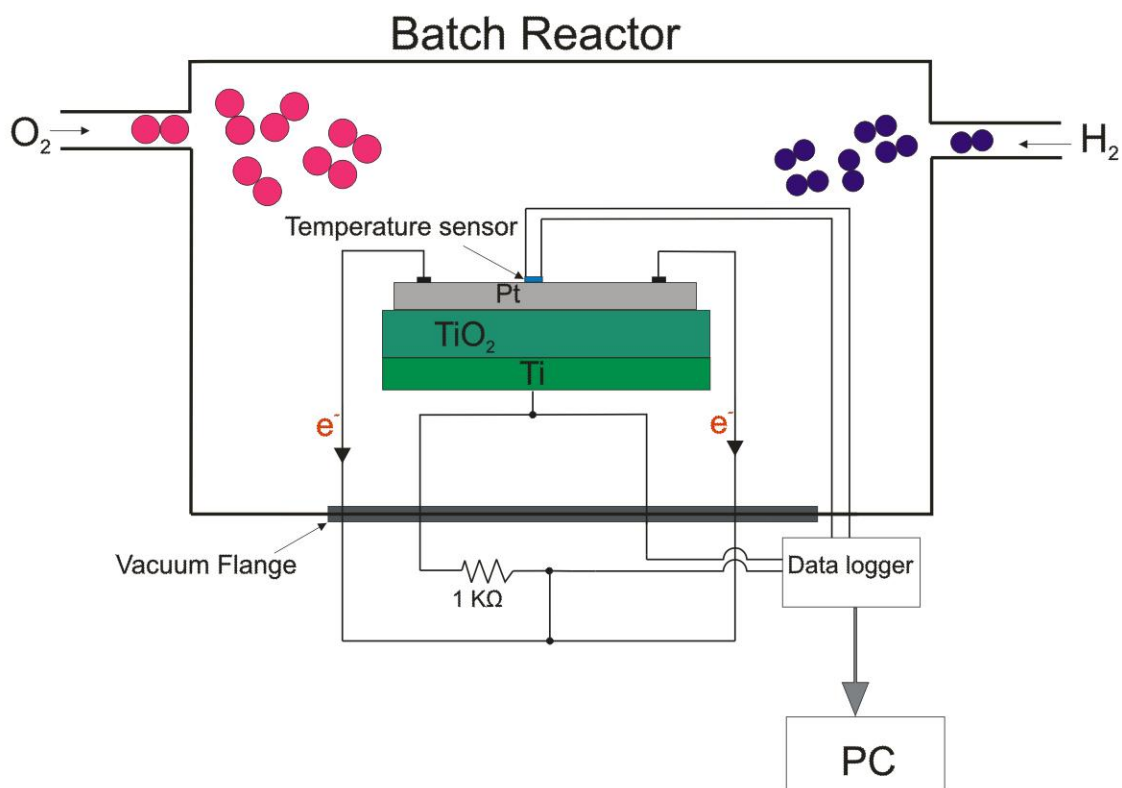 Batch Reactor
O₂
H₂
Temperature sensor
Pt
TiO₂
Ti
e⁻
e⁻
Vacuum Flange
1 KΩ
Data logger
PC